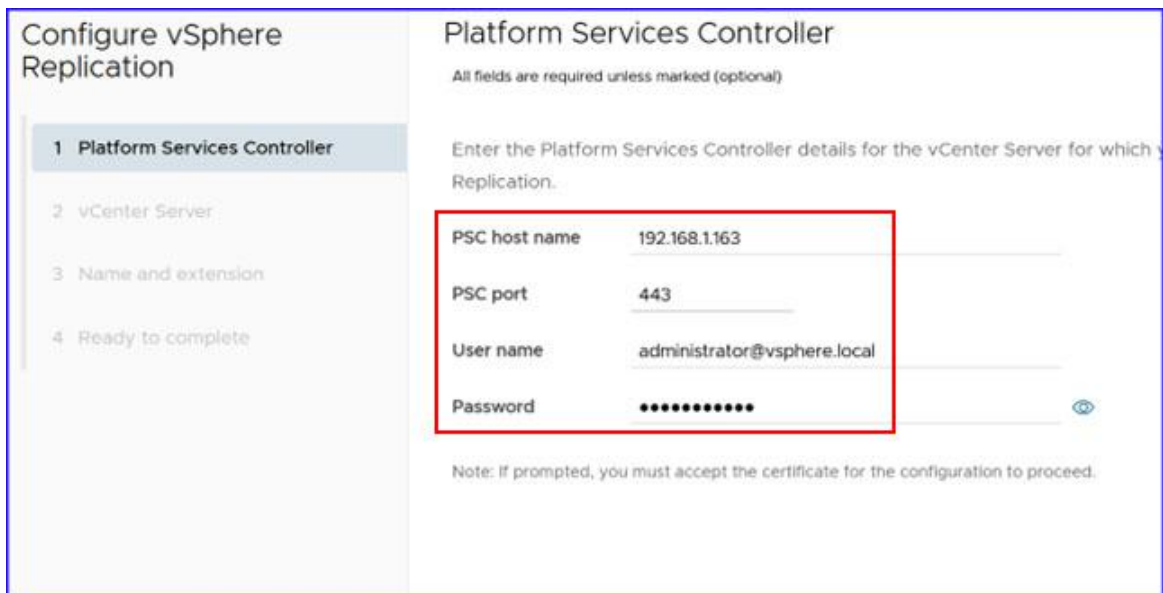 Configure vSphere
Replication
1 Platform Services Controller
2 vCenter Server
3 Name and extension
4 Ready to complete
Platform Services Controller
All fields are required unless marked (optional)
Enter the Platform Services Controller details for the vCenter Server for which
Replication.
PSC host name 192.168.1.163
PSC port 443
User name administrator@vsphere.local
Password •••••••••••
Note: If prompted, you must accept the certificate for the configuration to proceed.